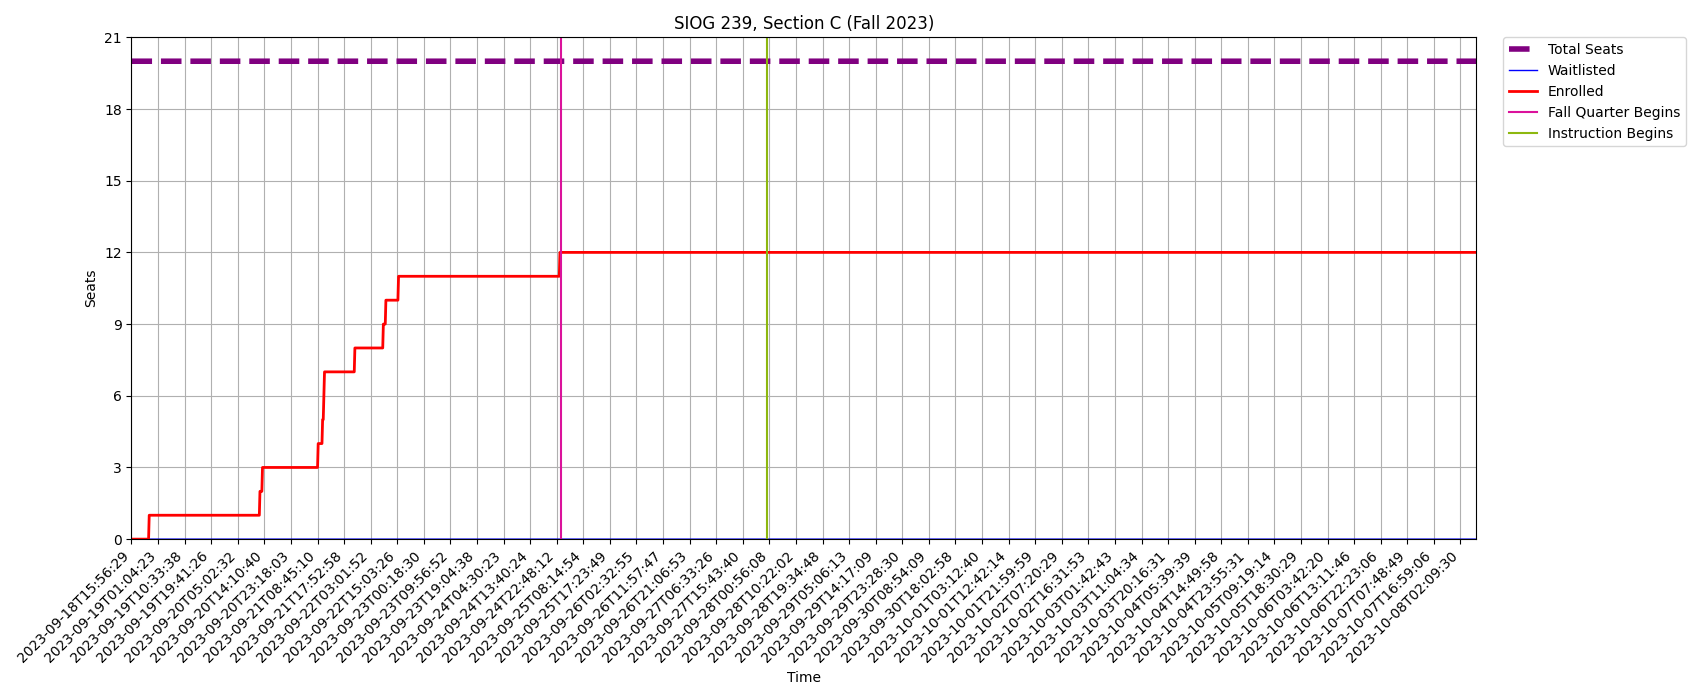 SIOG 239, Section C (Fall 2023)
Total Seats
Waitlisted
Enrolled
Fall Quarter Begins
Instruction Begins
Seats
21
18
15
12
9
6
3
0
2023-09-18T15:56:29
2023-09-19T01:04:23
2023-09-19T10:33:38
2023-09-19T19:41:26
2023-09-20T05:02:32
2023-09-20T14:10:40
2023-09-20T23:18:03
2023-09-21T08:45:10
2023-09-21T17:52:58
2023-09-22T03:01:52
2023-09-22T15:03:26
2023-09-23T00:18:30
2023-09-23T09:56:52
2023-09-23T19:04:38
2023-09-24T04:30:23
2023-09-24T13:40:24
2023-09-24T22:48:12
2023-09-25T08:14:54
2023-09-25T17:23:49
2023-09-26T02:32:55
2023-09-26T11:57:47
2023-09-26T21:06:53
2023-09-27T06:33:26
2023-09-27T15:43:40
2023-09-28T00:56:08
2023-09-28T10:22:02
2023-09-28T19:34:48
2023-09-29T05:06:13
2023-09-29T14:17:09
2023-09-29T23:28:30
2023-09-30T08:54:09
2023-09-30T18:02:58
2023-10-01T03:12:40
2023-10-01T12:42:14
2023-10-01T21:59:59
2023-10-02T07:20:29
2023-10-02T16:31:53
2023-10-03T01:42:43
2023-10-03T11:04:34
2023-10-03T20:16:31
2023-10-04T05:39:39
2023-10-04T14:49:58
2023-10-04T23:55:31
2023-10-05T09:19:14
2023-10-05T18:30:29
2023-10-06T03:42:20
2023-10-06T13:11:46
2023-10-06T22:23:06
2023-10-07T07:48:49
2023-10-07T16:59:06
2023-10-08T02:09:30
Time